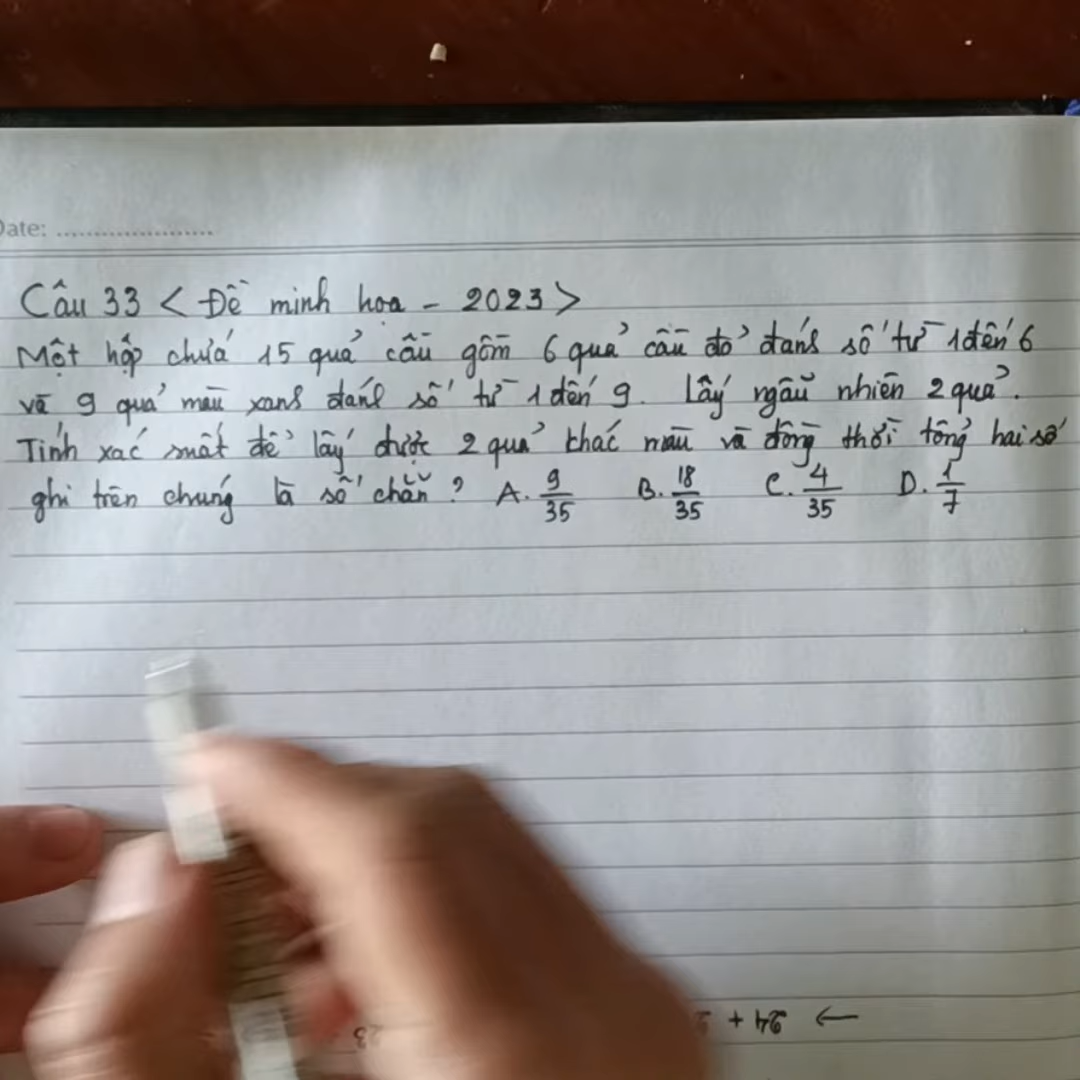 Date: ....................
Câu 33 < Đề minh họa - 2023 >
Một hộp chứa 15 quả cầu gồm 6 quả cầu đỏ đánh số từ 1 đến 6
và 9 quả màu xanh đánh số từ 1 đến 9. Lấy ngẫu nhiên 2 quả.
Tính xác suất để lấy được 2 quả khác màu và đồng thời tổng hai số
ghi trên chúng là số chẵn ? A. 9/35 B. 18/35 C. 4/35 D. 1/7
→ 24 +